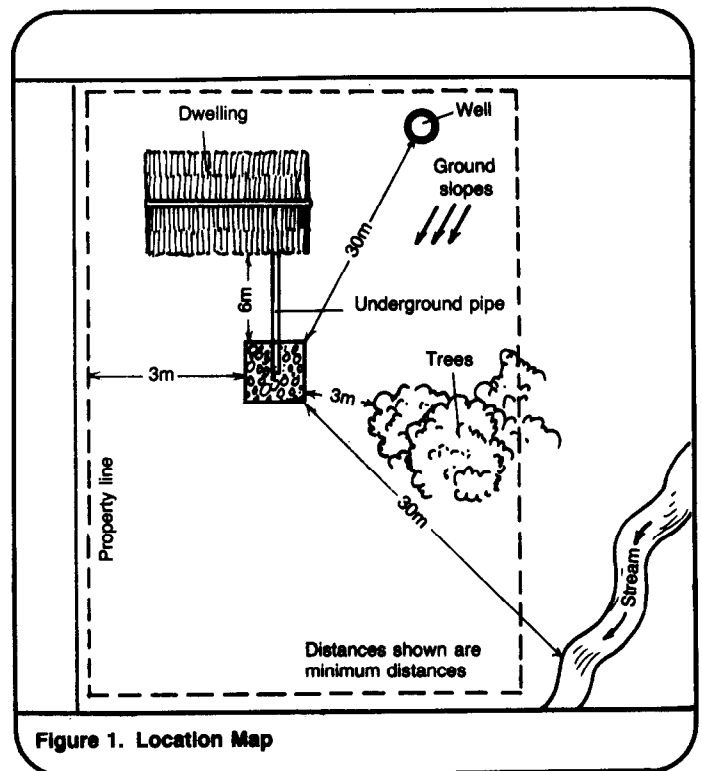 Dwelling
Well
Ground
slopes
30m
6m
Underground pipe
3m
Trees
3m
Property line
30m
Stream
Distances shown are
minimum distances
Figure 1. Location Map